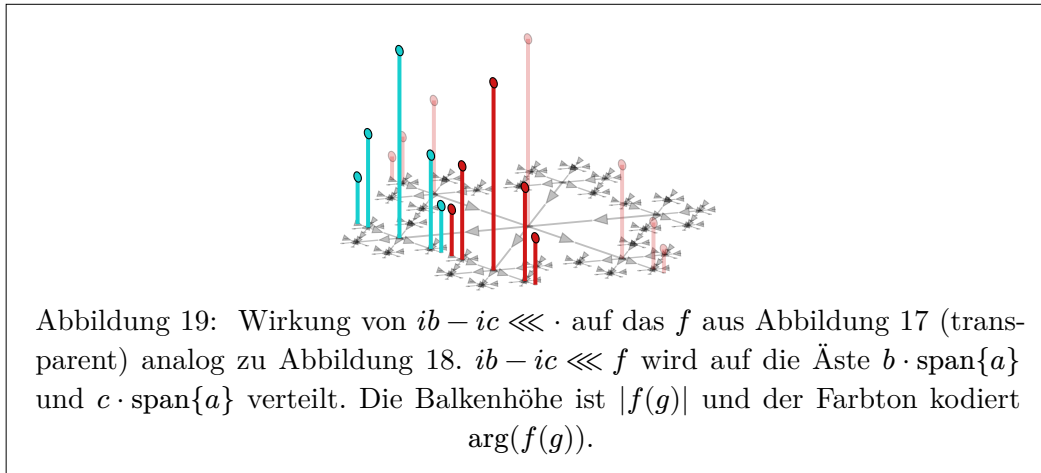 Abbildung 19: Wirkung von ib − ic ⋘ · auf das f aus Abbildung 17 (trans-
parent) analog zu Abbildung 18. ib − ic ⋘ f wird auf die Äste b · span{a}
und c · span{a} verteilt. Die Balkenhöhe ist |f(g)| und der Farbton kodiert
arg(f(g)).